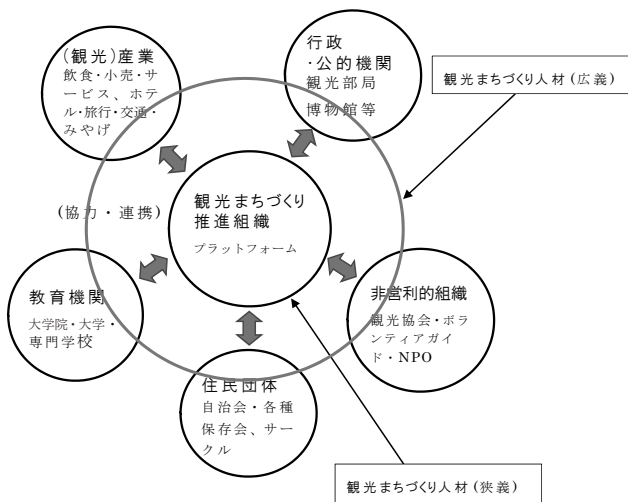 (観光)産業
飲食・小売・サ
ービス、ホテ
ル・旅行・交通・
みやげ
行政
・公的機関
観光部局
博物館等
観光まちづくり人材(広義)
(協力・連携)
観光まちづくり
推進組織
プラットフォーム
教育機関
大学院・大学・
専門学校
非営利的組織
観光協会・ボラ
ンティアガイ
ド・NPO
住民団体
自治会・各種
保存会、サー
クル
観光まちづくり人材(狭義)